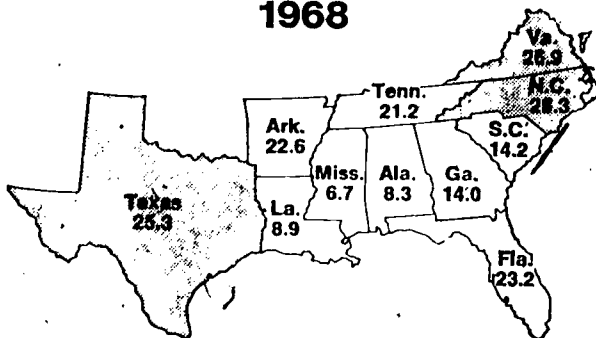 1968
Va.
26.9
N.C.
28.3
Tenn.
21.2
Ark.
22.6
S.C.
14.2
Miss.
6.7
Ala.
8.3
Ga.
14.0
Texas
25.3
La.
8.9
Fla.
23.2